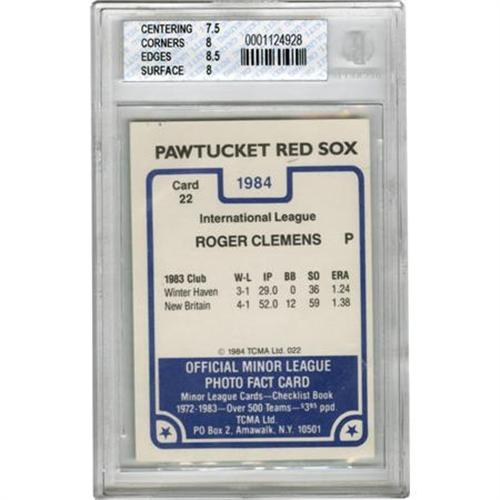 CENTERING 7.5
CORNERS 8
EDGES 8.5
SURFACE 8
0001124928
PAWTUCKET RED SOX
Card
22
1984
International League
ROGER CLEMENS P
1983 Club W-L IP BB SO ERA
Winter Haven 3-1 29.0 0 36 1.24
New Britain 4-1 52.0 12 59 1.38
© 1984 TCMA Ltd. 022
OFFICIAL MINOR LEAGUE
PHOTO FACT CARD
Minor League Cards—Checklist Book
1972-1983—Over 500 Teams—$3.95 ppd.
TCMA Ltd.
PO Box 2, Amawalk, N.Y. 10501